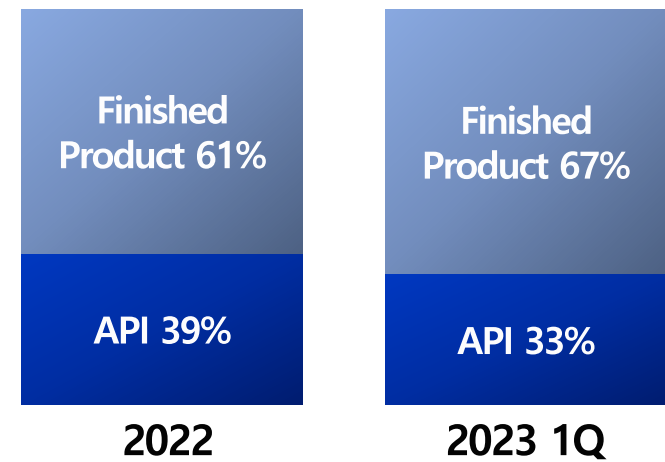 Finished
Product 61%
API 39%
2022
Finished
Product 67%
API 33%
2023 1Q